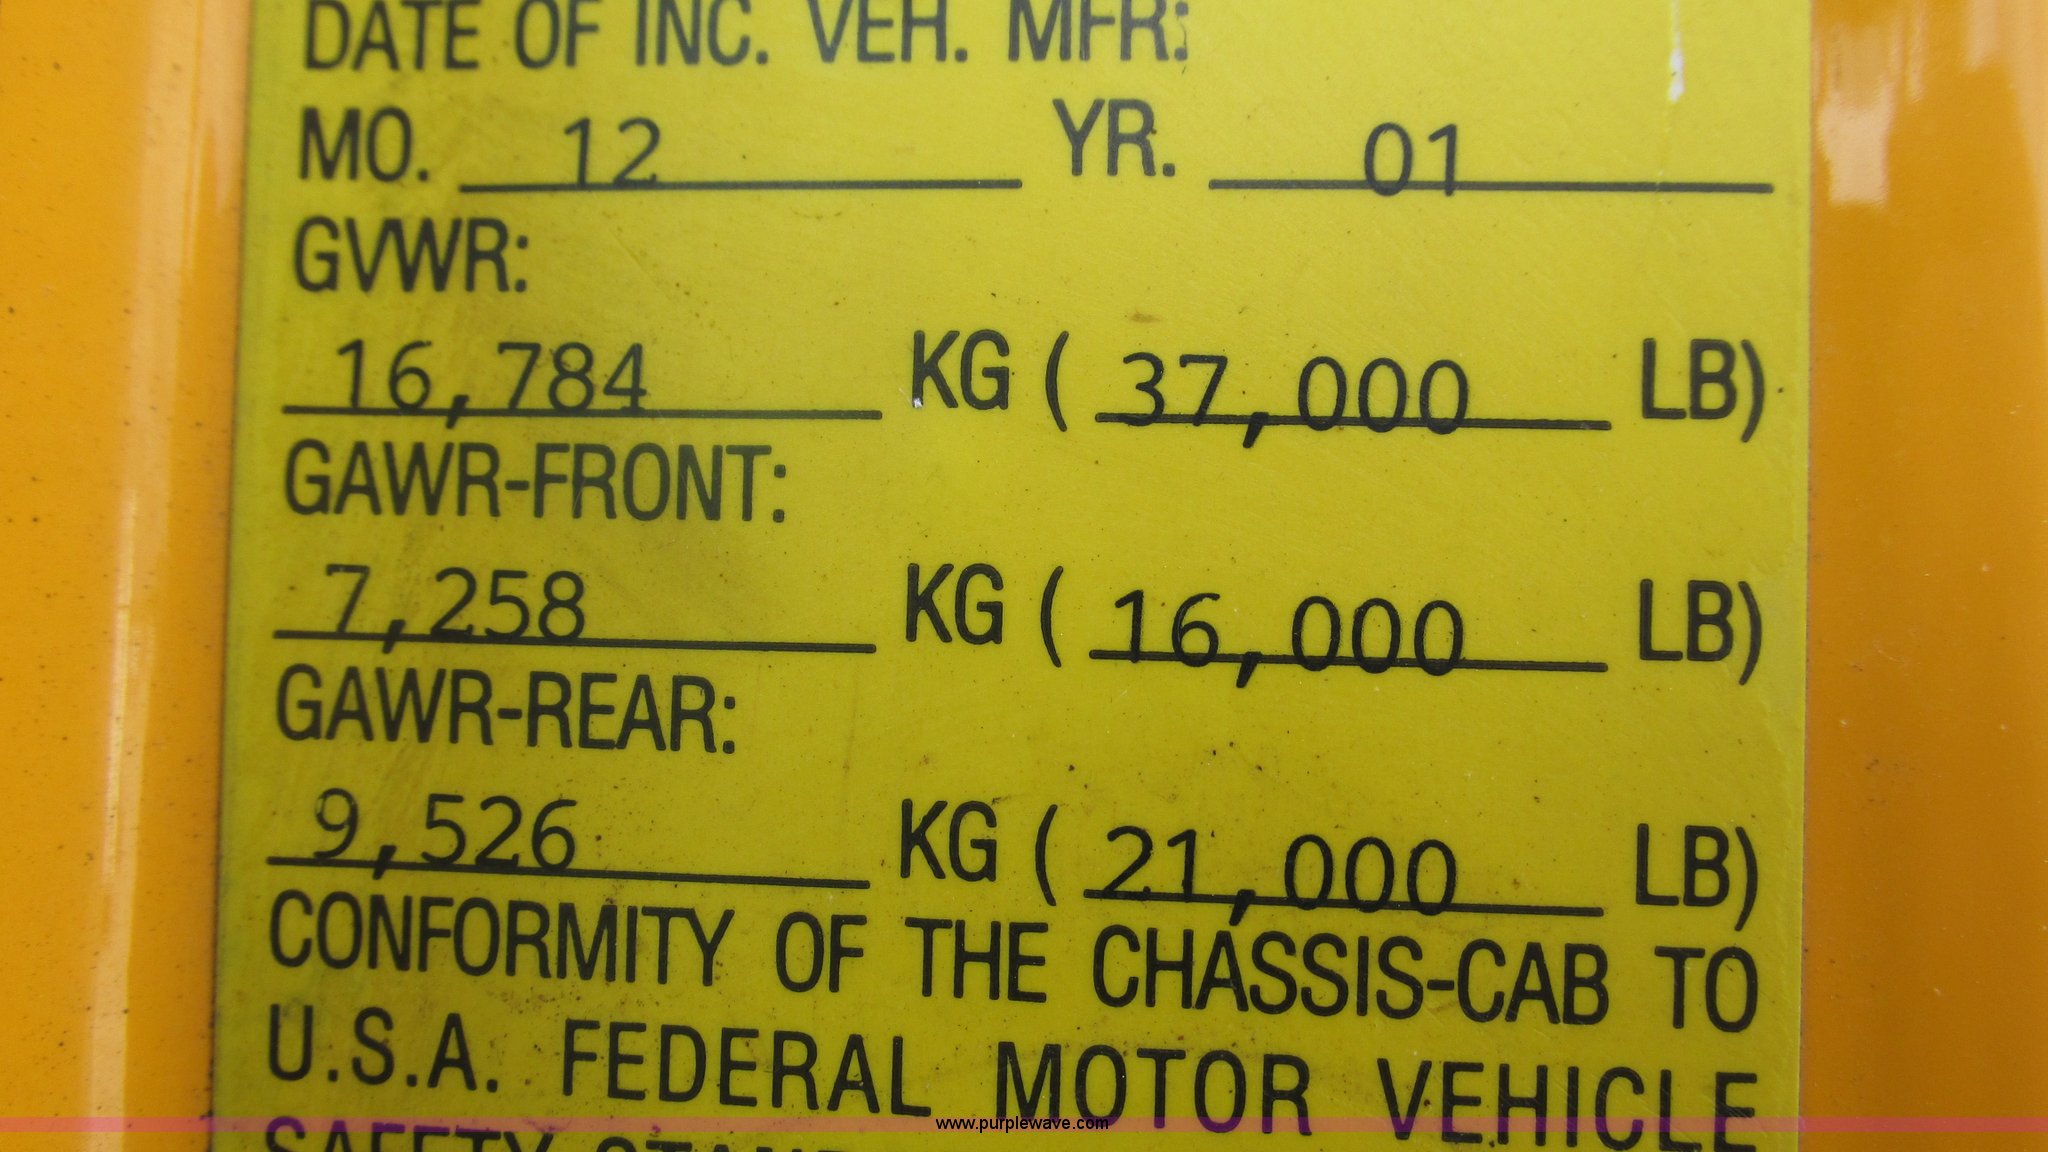 DATE OF INC. VEH. MFR:
MO. 12 YR. 01
GVWR:
16,784 KG ( 37,000 LB)
GAWR-FRONT:
7,258 KG ( 16,000 LB)
GAWR-REAR:
9,526 KG ( 21,000 LB)
CONFORMITY OF THE CHASSIS-CAB TO
U.S.A. FEDERAL MOTOR VEHICLE
SAFETY
www.purplewave.com